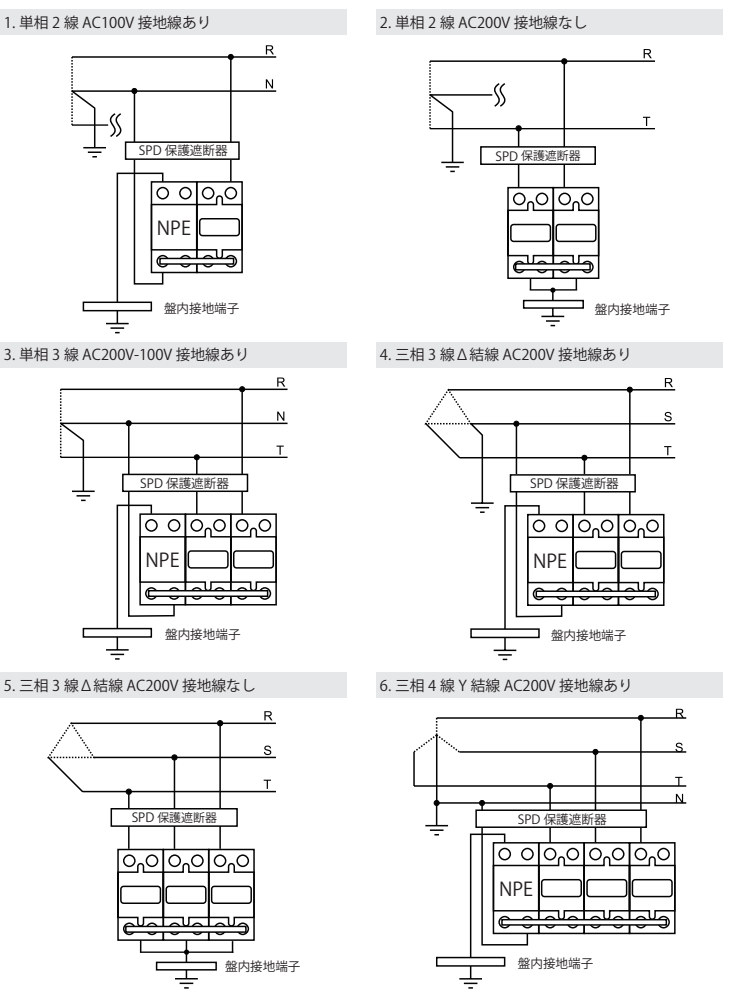 1. 単相 2 線 AC100V 接地線あり
R
N
SPD 保護遮断器
NPE
盤内接地端子
2. 単相 2 線 AC200V 接地線なし
R
T
SPD 保護遮断器
盤内接地端子
3. 単相 3 線 AC200V-100V 接地線あり
R
N
T
SPD 保護遮断器
NPE
盤内接地端子
4. 三相 3 線 Δ 結線 AC200V 接地線あり
R
S
T
SPD 保護遮断器
NPE
盤内接地端子
5. 三相 3 線 Δ 結線 AC200V 接地線なし
R
S
T
SPD 保護遮断器
盤内接地端子
6. 三相 4 線 Y 結線 AC200V 接地線あり
R
S
T
N
SPD 保護遮断器
NPE
盤内接地端子